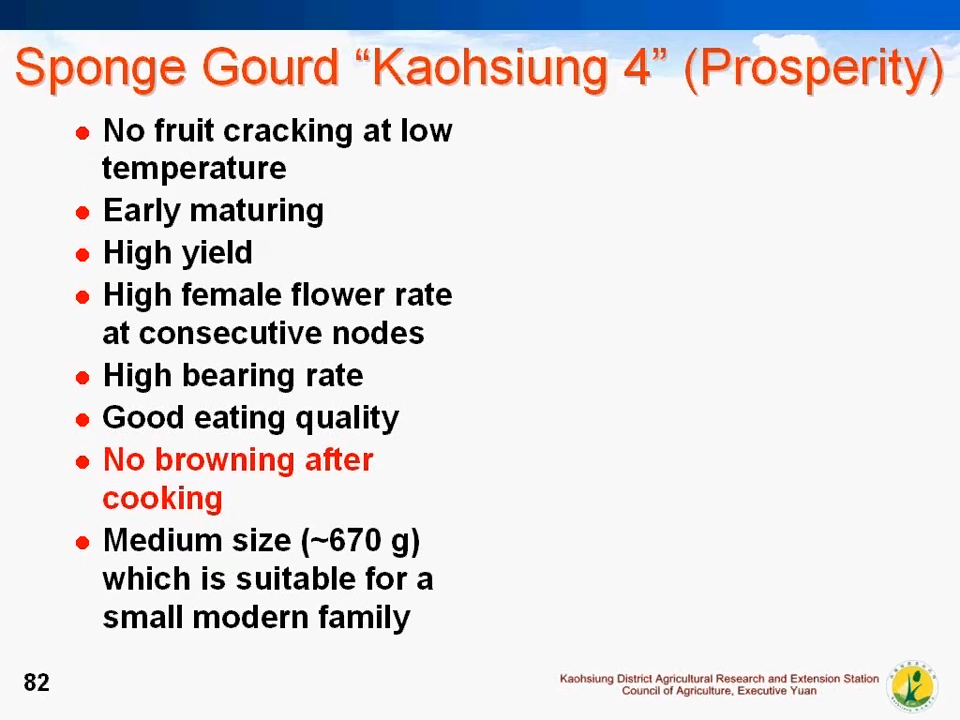 Sponge Gourd “Kaohsiung 4” (Prosperity)
No fruit cracking at low
temperature
Early maturing
High yield
High female flower rate
at consecutive nodes
High bearing rate
Good eating quality
No browning after
cooking
Medium size (~670 g)
which is suitable for a
small modern family
82
Kaohsiung District Agricultural Research and Extension Station
Council of Agriculture, Executive Yuan